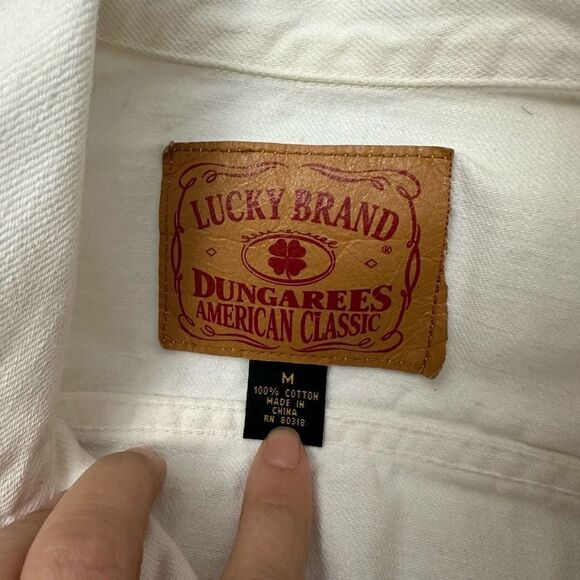 LUCKY BRAND
®
DUNGAREES
AMERICAN CLASSIC
M
100% COTTON
MADE IN
CHINA
RN 80318